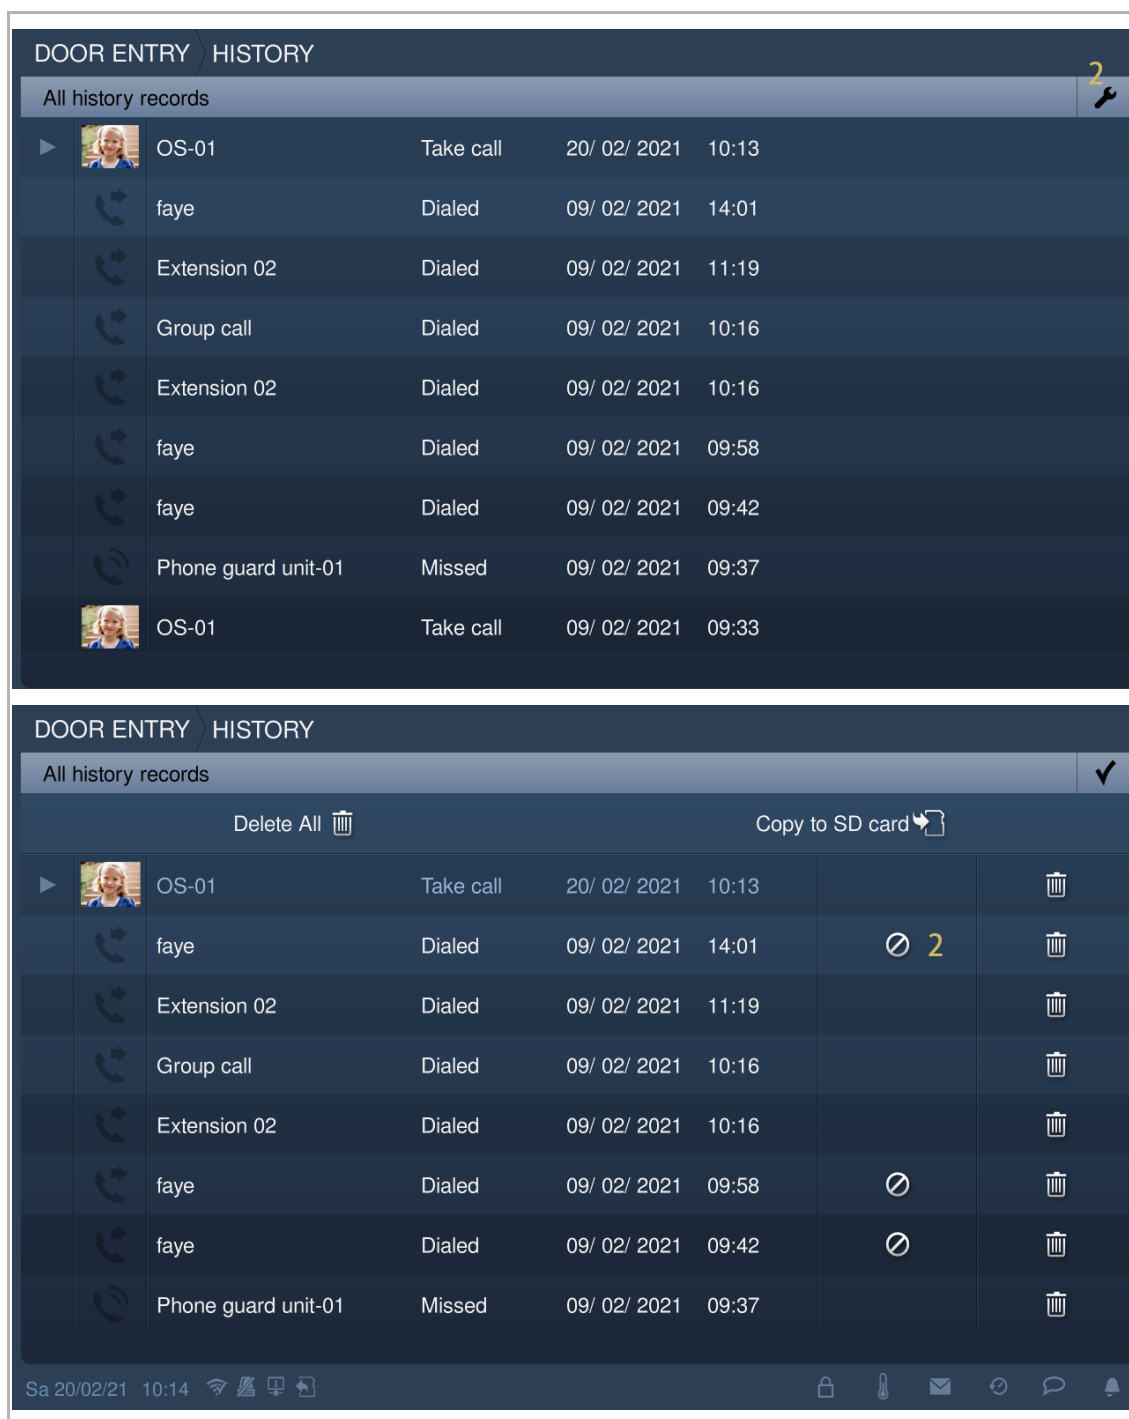 DOOR ENTRY HISTORY
2
All history records
OS-01 Take call 20/ 02/ 2021 10:13
faye Dialed 09/ 02/ 2021 14:01
Extension 02 Dialed 09/ 02/ 2021 11:19
Group call Dialed 09/ 02/ 2021 10:16
Extension 02 Dialed 09/ 02/ 2021 10:16
faye Dialed 09/ 02/ 2021 09:58
faye Dialed 09/ 02/ 2021 09:42
Phone guard unit-01 Missed 09/ 02/ 2021 09:37
OS-01 Take call 09/ 02/ 2021 09:33
DOOR ENTRY HISTORY
All history records
Delete All Copy to SD card
OS-01 Take call 20/ 02/ 2021 10:13
faye Dialed 09/ 02/ 2021 14:01 2
Extension 02 Dialed 09/ 02/ 2021 11:19
Group call Dialed 09/ 02/ 2021 10:16
Extension 02 Dialed 09/ 02/ 2021 10:16
faye Dialed 09/ 02/ 2021 09:58
faye Dialed 09/ 02/ 2021 09:42
Phone guard unit-01 Missed 09/ 02/ 2021 09:37
Sa 20/02/21 10:14 1